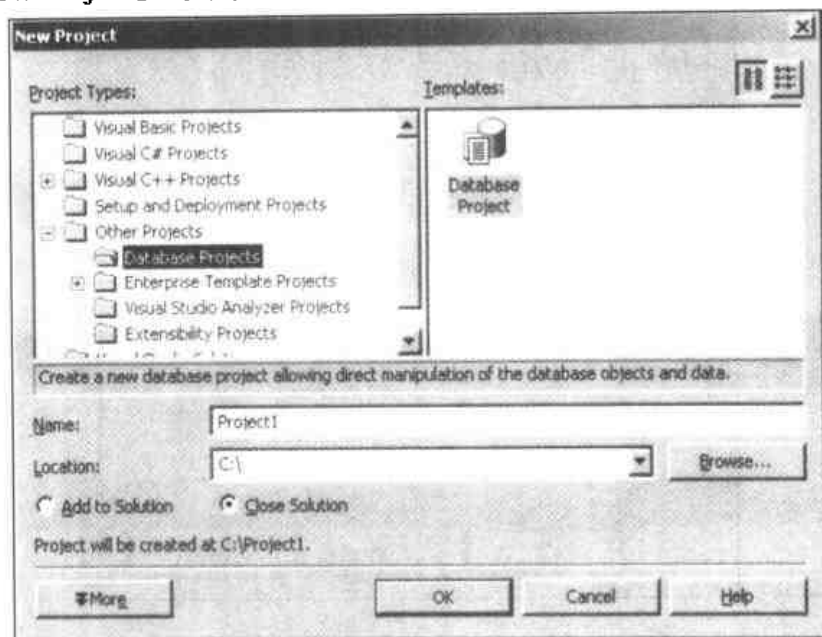 New Project
Project Types:
Templates:
Visual Basic Projects
Visual C# Projects
Visual C++ Projects
Setup and Deployment Projects
Other Projects
Database Projects
Enterprise Template Projects
Visual Studio Analyzer Projects
Extensibility Projects
Database
Project
Create a new database project allowing direct manipulation of the database objects and data.
Name:
Project1
Location:
C:\
Browse...
Add to Solution
Close Solution
Project will be created at C:\Project1.
More
OK
Cancel
Help